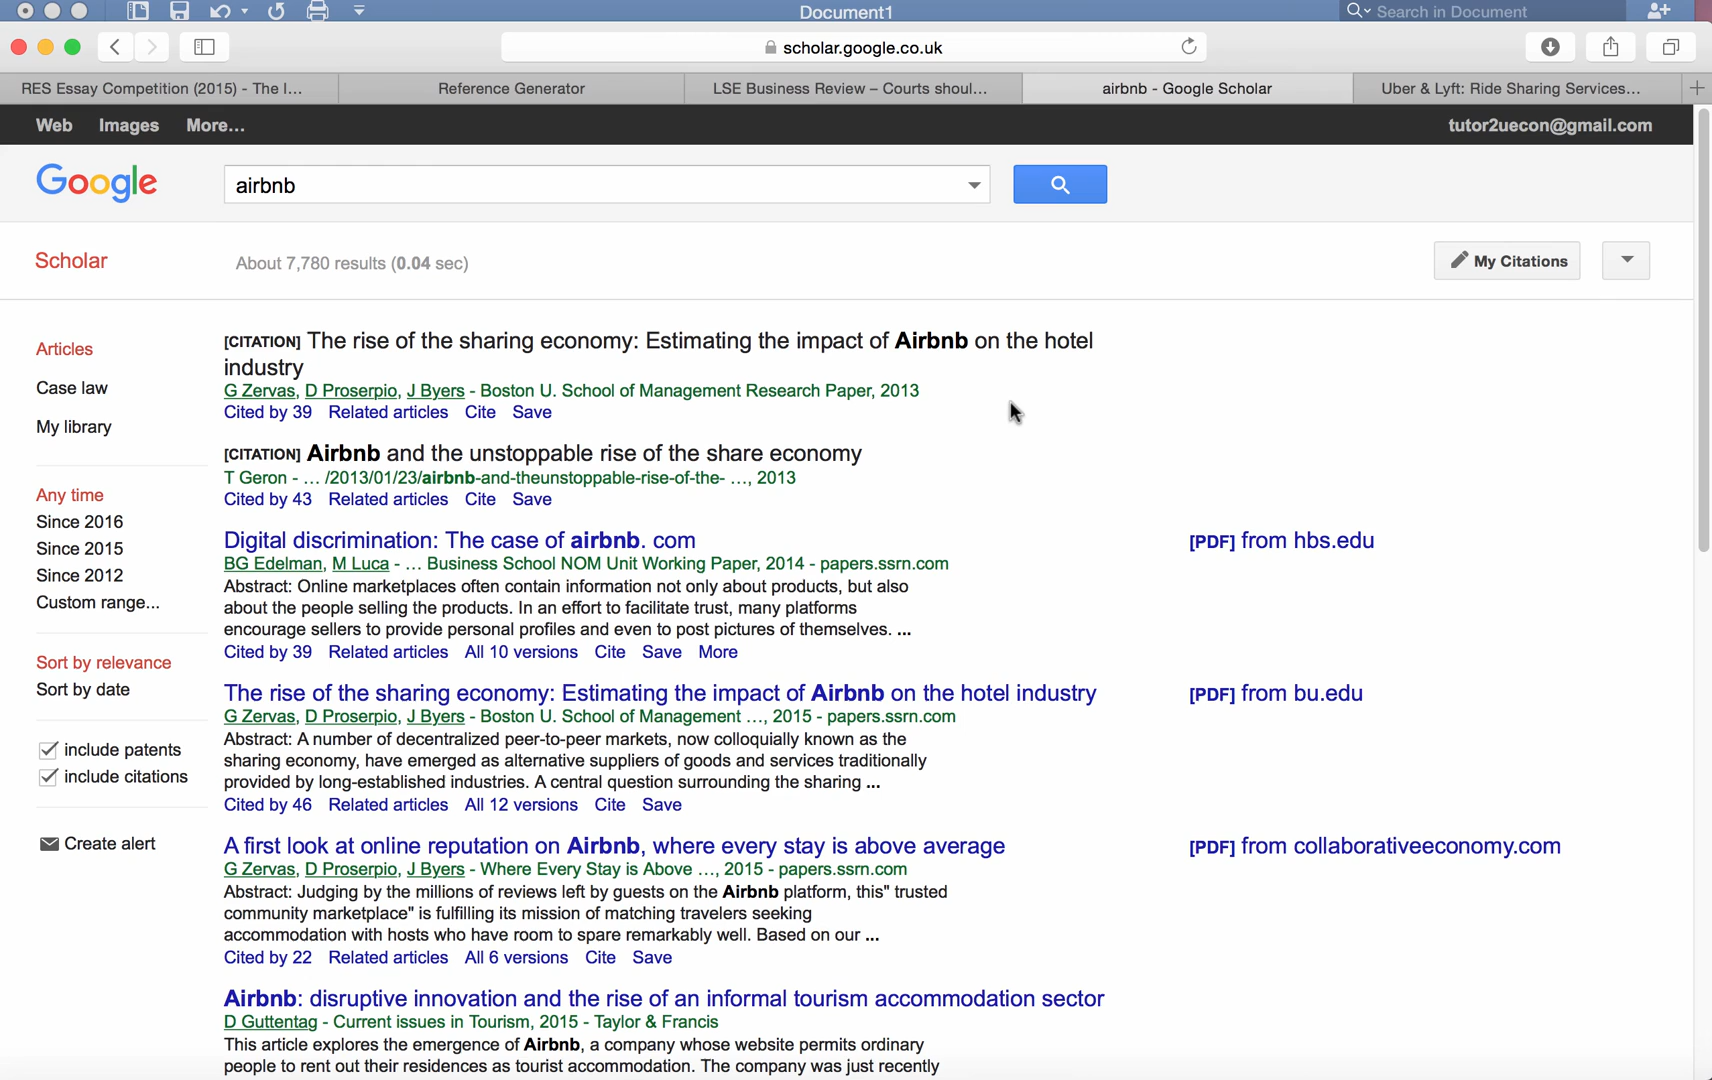 Document1
Search in Document
scholar.google.co.uk
RES Essay Competition (2015) - The I...
Reference Generator
LSE Business Review – Courts shoul...
airbnb - Google Scholar
Uber & Lyft: Ride Sharing Services...
Web Images More...
tutor2uecon@gmail.com
Google
airbnb
Scholar
About 7,780 results (0.04 sec)
My Citations
Articles
Case law
My library
Any time
Since 2016
Since 2015
Since 2012
Custom range...
Sort by relevance
Sort by date
include patents
include citations
Create alert
[CITATION] The rise of the sharing economy: Estimating the impact of Airbnb on the hotel
industry
G Zervas, D Proserpio, J Byers - Boston U. School of Management Research Paper, 2013
Cited by 39 Related articles Cite Save
[CITATION] Airbnb and the unstoppable rise of the share economy
T Geron - … /2013/01/23/airbnb-and-theunstoppable-rise-of-the- …, 2013
Cited by 43 Related articles Cite Save
Digital discrimination: The case of airbnb. com
[PDF] from hbs.edu
BG Edelman, M Luca - … Business School NOM Unit Working Paper, 2014 - papers.ssrn.com
Abstract: Online marketplaces often contain information not only about products, but also
about the people selling the products. In an effort to facilitate trust, many platforms
encourage sellers to provide personal profiles and even to post pictures of themselves. ...
Cited by 39 Related articles All 10 versions Cite Save More
The rise of the sharing economy: Estimating the impact of Airbnb on the hotel industry
[PDF] from bu.edu
G Zervas, D Proserpio, J Byers - Boston U. School of Management …, 2015 - papers.ssrn.com
Abstract: A number of decentralized peer-to-peer markets, now colloquially known as the
sharing economy, have emerged as alternative suppliers of goods and services traditionally
provided by long-established industries. A central question surrounding the sharing ...
Cited by 46 Related articles All 12 versions Cite Save
A first look at online reputation on Airbnb, where every stay is above average
[PDF] from collaborativeeconomy.com
G Zervas, D Proserpio, J Byers - Where Every Stay is Above …, 2015 - papers.ssrn.com
Abstract: Judging by the millions of reviews left by guests on the Airbnb platform, this" trusted
community marketplace" is fulfilling its mission of matching travelers seeking
accommodation with hosts who have room to spare remarkably well. Based on our ...
Cited by 22 Related articles All 6 versions Cite Save
Airbnb: disruptive innovation and the rise of an informal tourism accommodation sector
D Guttentag - Current issues in Tourism, 2015 - Taylor & Francis
This article explores the emergence of Airbnb, a company whose website permits ordinary
people to rent out their residences as tourist accommodation. The company was just recently